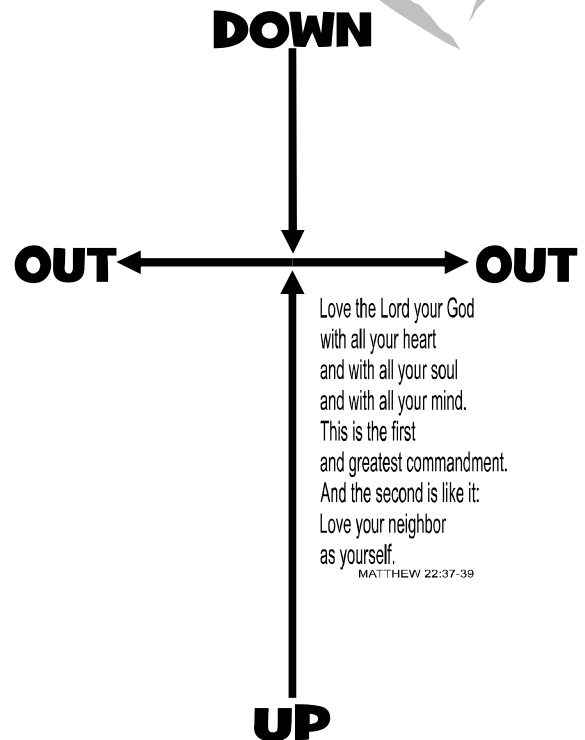 DOWN
OUT OUT
Love the Lord your God
with all your heart
and with all your soul
and with all your mind.
This is the first
and greatest commandment.
And the second is like it:
Love your neighbor
as yourself.
MATTHEW 22:37-39
UP